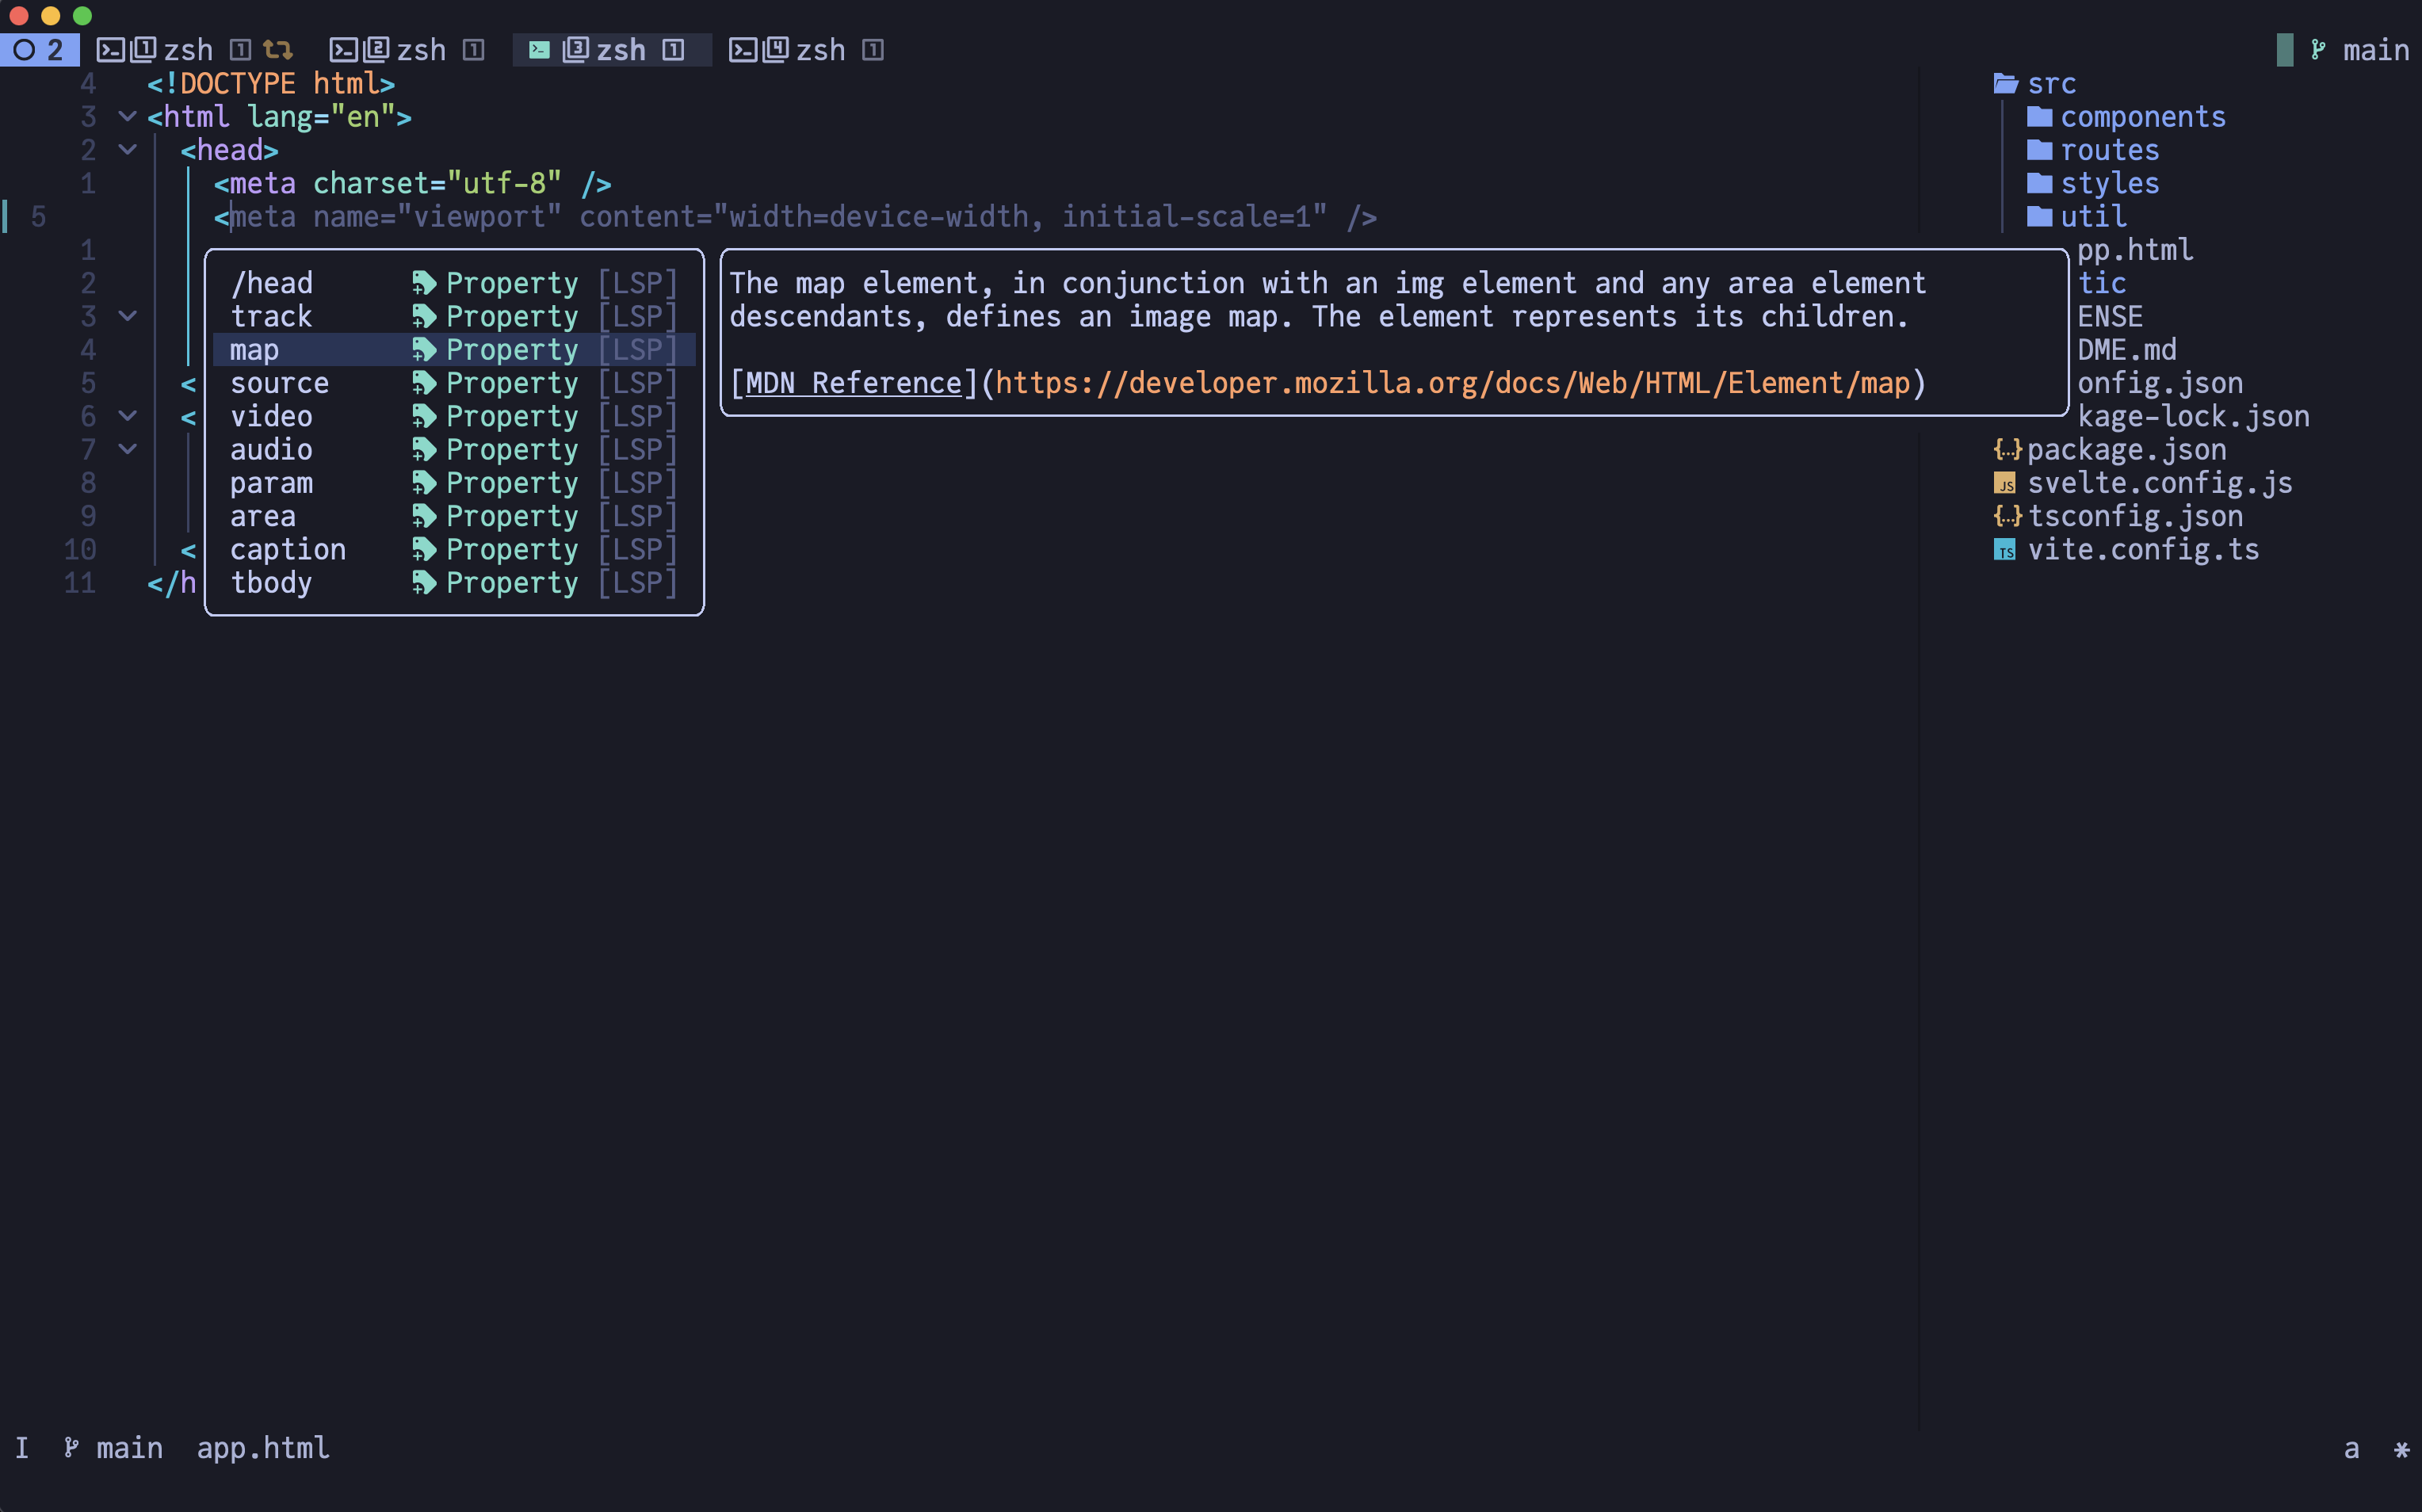 2 1 zsh 1 2 zsh 1 3 zsh 1 4 zsh 1 main
4 <!DOCTYPE html>
3 <html lang="en">
2 <head>
1 <meta charset="utf-8" />
5 <meta name="viewport" content="width=device-width, initial-scale=1" />
1
2 /head Property [LSP]
3 track Property [LSP]
4 map Property [LSP]
5 < source Property [LSP]
6 < video Property [LSP]
7 audio Property [LSP]
8 param Property [LSP]
9 area Property [LSP]
10 < caption Property [LSP]
11 </h tbody Property [LSP]
The map element, in conjunction with an img element and any area element
descendants, defines an image map. The element represents its children.
[MDN Reference](https://developer.mozilla.org/docs/Web/HTML/Element/map)
src
components
routes
styles
util
pp.html
tic
ENSE
DME.md
onfig.json
kage-lock.json
{…} package.json
JS svelte.config.js
{…} tsconfig.json
TS vite.config.ts
I main app.html a *